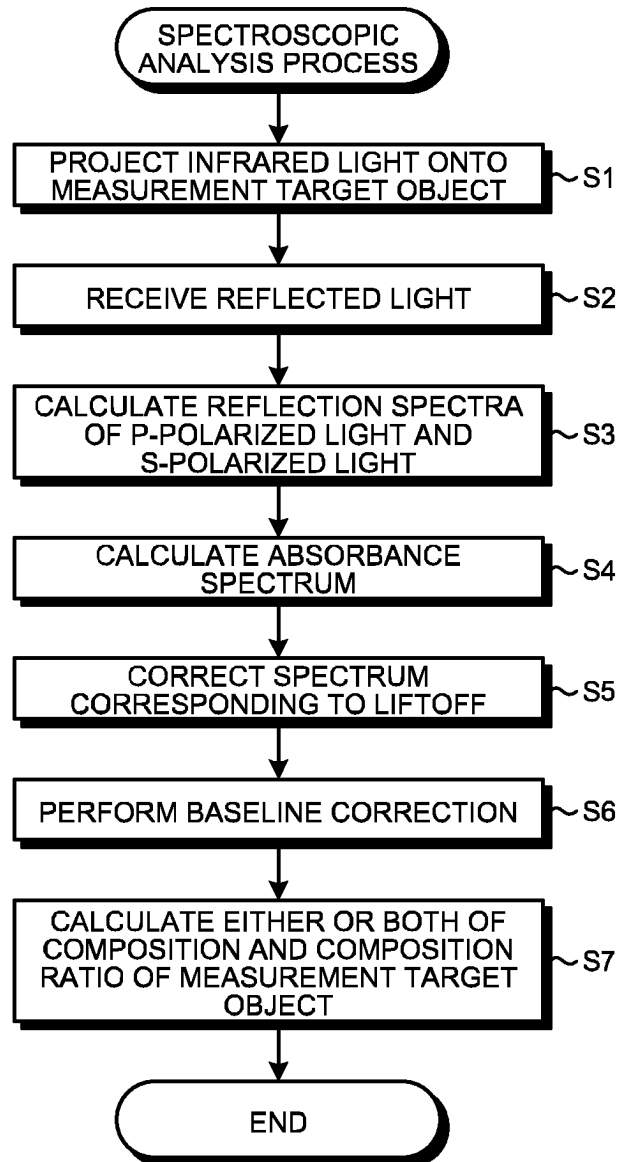 SPECTROSCOPIC
ANALYSIS PROCESS
PROJECT INFRARED LIGHT ONTO
MEASUREMENT TARGET OBJECT
S1
RECEIVE REFLECTED LIGHT
S2
CALCULATE REFLECTION SPECTRA
OF P-POLARIZED LIGHT AND
S-POLARIZED LIGHT
S3
CALCULATE ABSORBANCE
SPECTRUM
S4
CORRECT SPECTRUM
CORRESPONDING TO LIFTOFF
S5
PERFORM BASELINE CORRECTION
S6
CALCULATE EITHER OR BOTH OF
COMPOSITION AND COMPOSITION
RATIO OF MEASUREMENT TARGET
OBJECT
S7
END